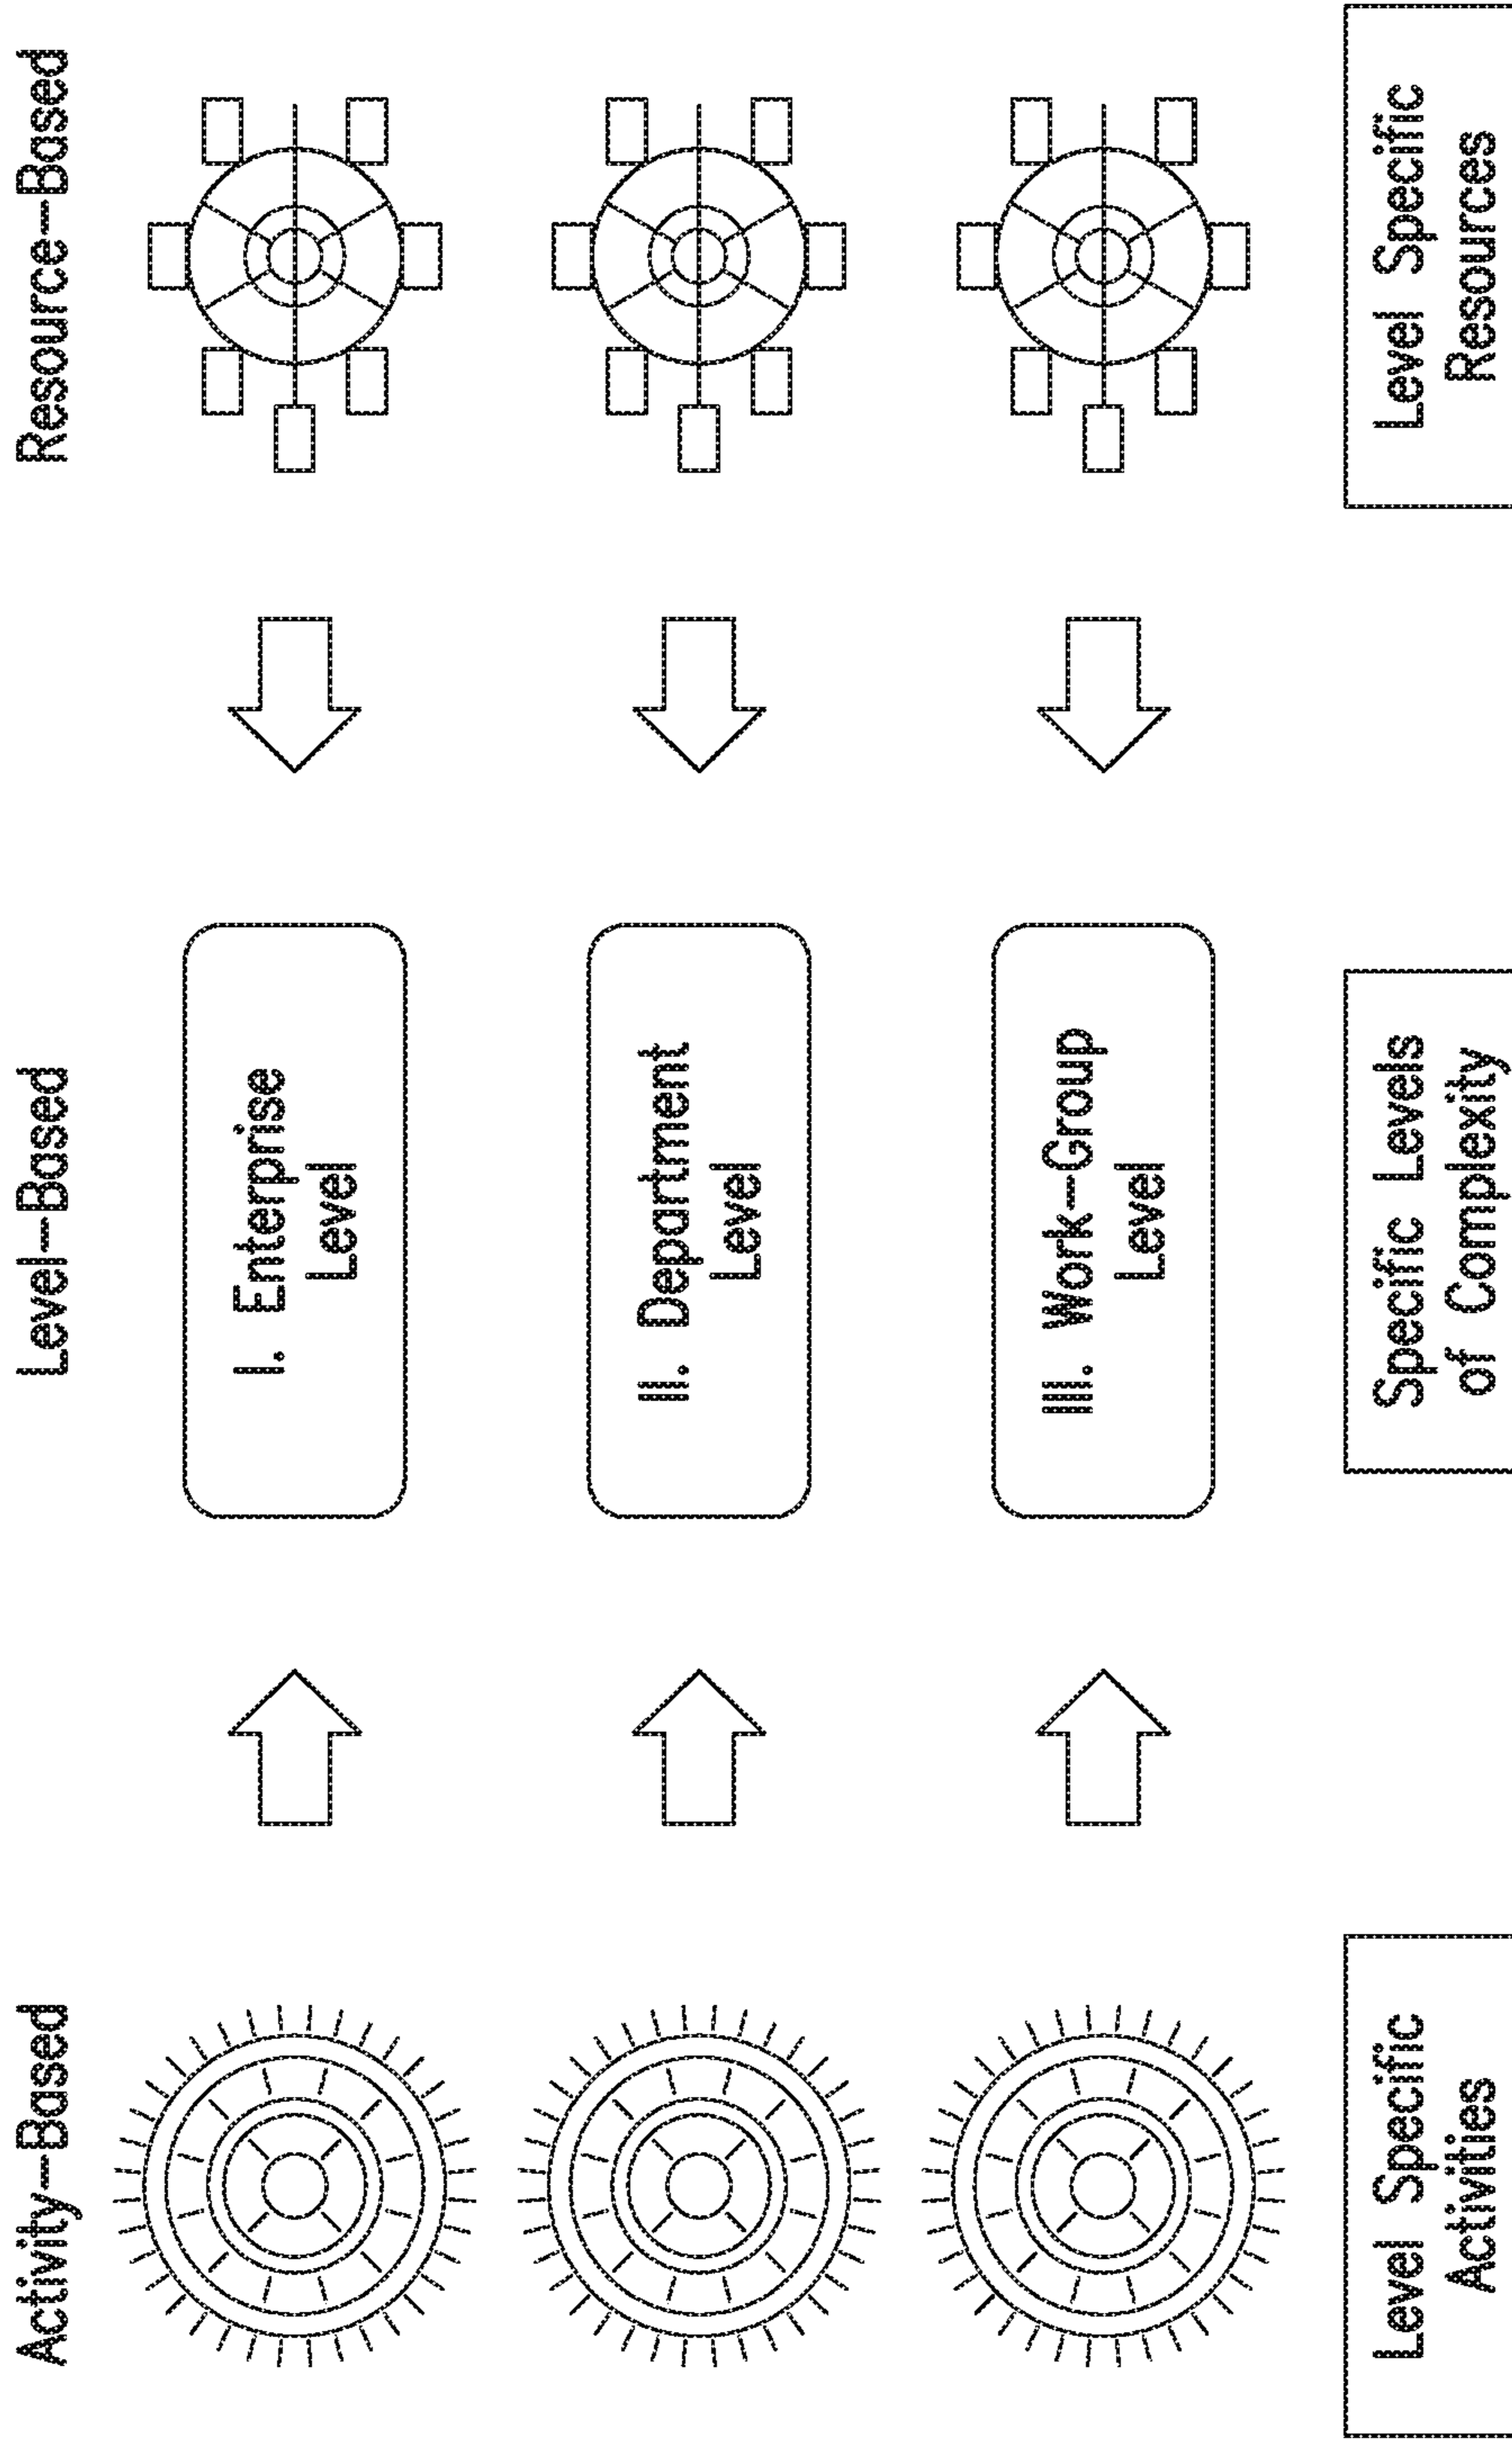 Activity—Based
Level—Based
Resource—Based
I. Enterprise
Level
II. Department
Level
III. Work—Group
Level
Level Specific
Activities
Specific Levels
of Complexity
Level Specific
Resources